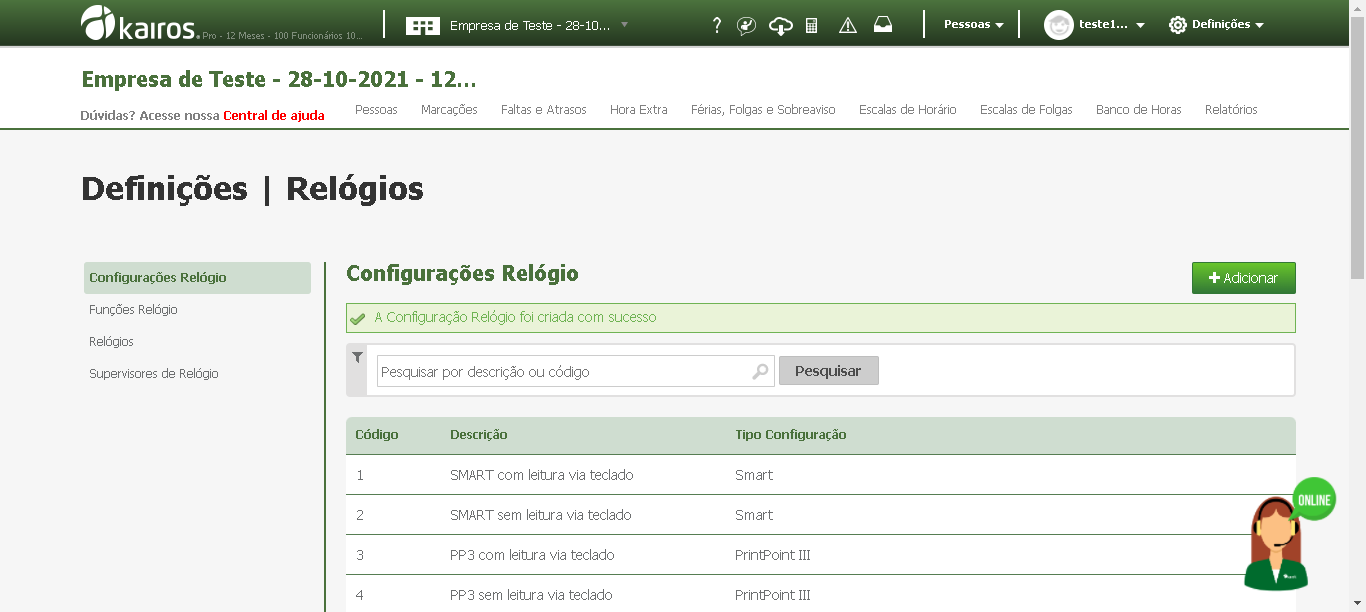 kairos. Pro - 12 Meses - 100 Funcionários 10...
Empresa de Teste - 28-10...
?
Pessoas
teste1...
Definições
Empresa de Teste - 28-10-2021 - 12...
Dúvidas? Acesse nossa Central de ajuda
Pessoas Marcações Faltas e Atrasos Hora Extra Férias, Folgas e Sobreaviso Escalas de Horário Escalas de Folgas Banco de Horas Relatórios
Definições | Relógios
Configurações Relógio
Funções Relógio
Relógios
Supervisores de Relógio
Configurações Relógio
+ Adicionar
A Configuração Relógio foi criada com sucesso
Pesquisar por descrição ou código
Pesquisar
Código Descrição Tipo Configuração
1 SMART com leitura via teclado Smart
2 SMART sem leitura via teclado Smart
3 PP3 com leitura via teclado PrintPoint III
4 PP3 sem leitura via teclado PrintPoint III
ONLINE